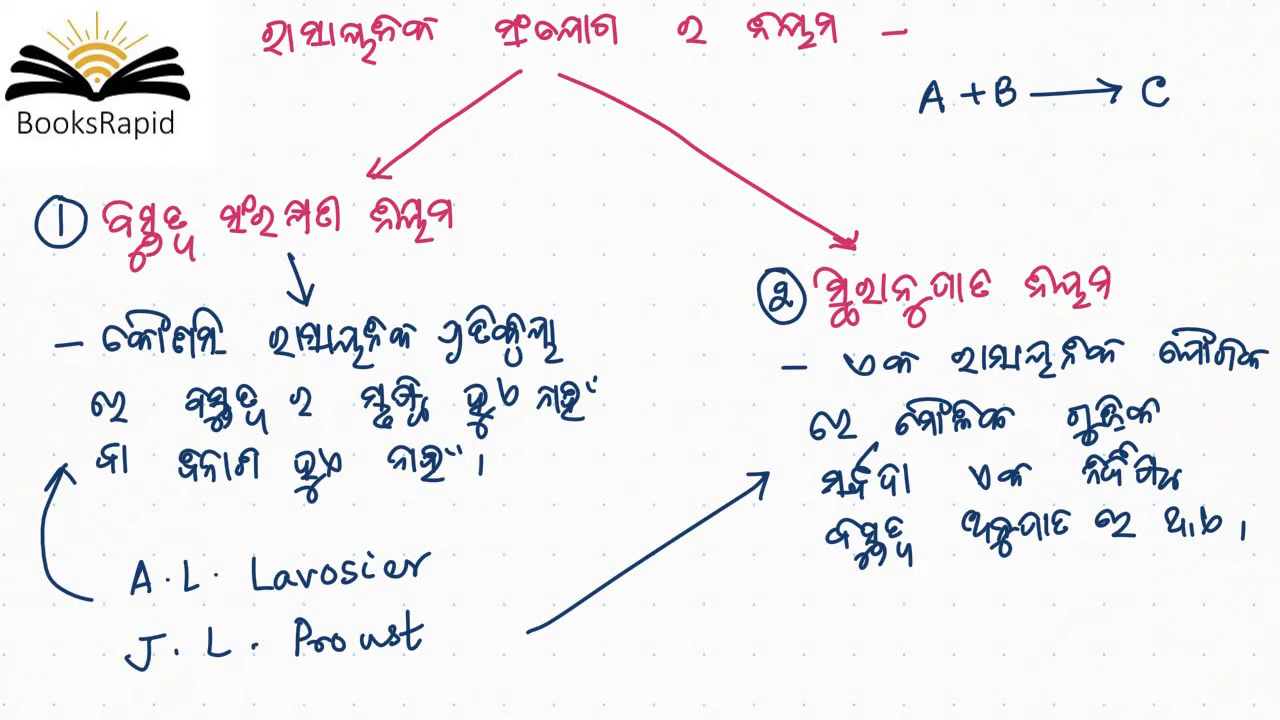 BooksRapid
ରାସାୟନିକ ସଂଯୋଗ ର ନିୟମ -
A + B ⟶ C
① ବସ୍ତୁତ୍ୱ ସଂରକ୍ଷଣ ନିୟମ
- କୌଣସି ରାସାୟନିକ ପ୍ରତିକ୍ରିୟା
ରେ ବସ୍ତୁତ୍ୱ ର ସୃଷ୍ଟି ହୁଏ ନାହିଁ
ବା ବିନାଶ ହୁଏ ନାହିଁ ।
A. L. Lavosier
J. L. Proust
② ସ୍ଥିରାନୁପାତ ନିୟମ
- ଏକ ରାସାୟନିକ ଯୌଗିକ
ରେ ମୌଳିକ ଗୁଡ଼ିକ
ସର୍ବଦା ଏକ ନିର୍ଦ୍ଦିଷ୍ଟ
ବସ୍ତୁତ୍ୱ ଅନୁପାତ ରେ ଥାଏ ।